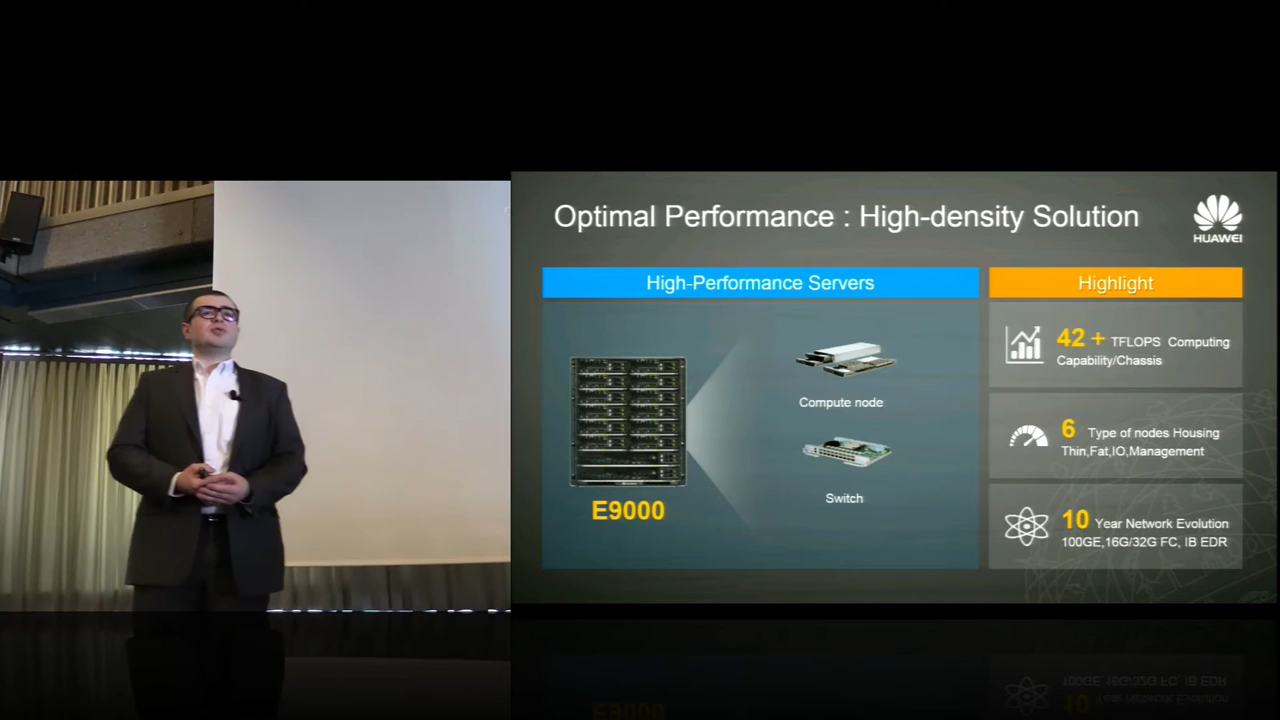 Optimal Performance : High-density Solution
HUAWEI
High-Performance Servers
Highlight
42 + TFLOPS Computing
Capability/Chassis
Compute node
6 Type of nodes Housing
Thin,Fat,IO,Management
Switch
E9000
10 Year Network Evolution
100GE,16G/32G FC, IB EDR